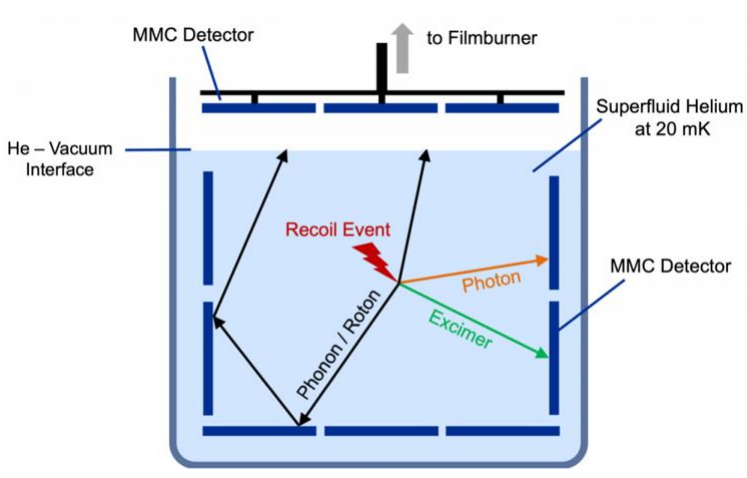 MMC Detector
to Filmburner
Superfluid Helium
at 20 mK
He – Vacuum
Interface
Recoil Event
Photon
MMC Detector
Excimer
Phonon / Roton